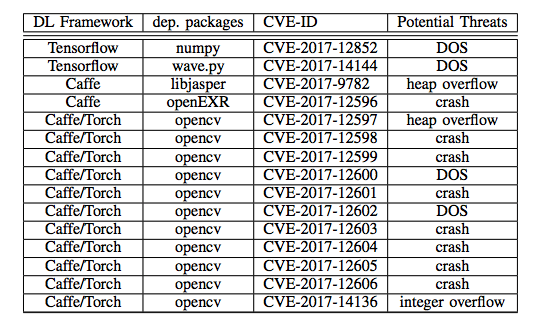 DL Framework dep. packages CVE-ID Potential Threats
Tensorflow numpy CVE-2017-12852 DOS
Tensorflow wave.py CVE-2017-14144 DOS
Caffe libjasper CVE-2017-9782 heap overflow
Caffe openEXR CVE-2017-12596 crash
Caffe/Torch opencv CVE-2017-12597 heap overflow
Caffe/Torch opencv CVE-2017-12598 crash
Caffe/Torch opencv CVE-2017-12599 crash
Caffe/Torch opencv CVE-2017-12600 DOS
Caffe/Torch opencv CVE-2017-12601 crash
Caffe/Torch opencv CVE-2017-12602 DOS
Caffe/Torch opencv CVE-2017-12603 crash
Caffe/Torch opencv CVE-2017-12604 crash
Caffe/Torch opencv CVE-2017-12605 crash
Caffe/Torch opencv CVE-2017-12606 crash
Caffe/Torch opencv CVE-2017-14136 integer overflow